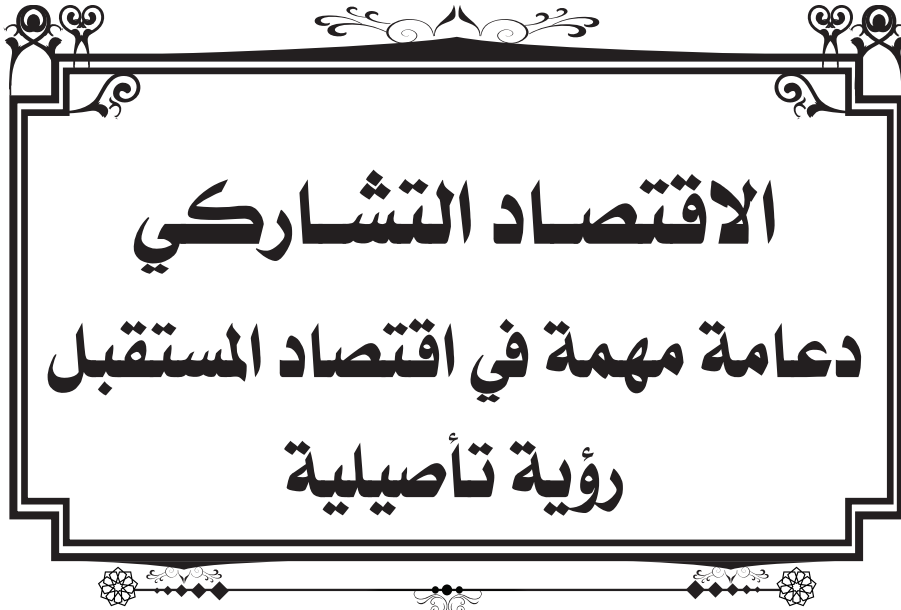 الاقتصاد التشاركي
دعامة مهمة في اقتصاد المستقبل
رؤية تأصيلية